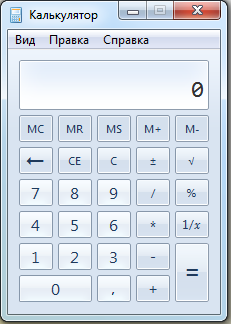 Калькулятор
Вид Правка Справка
0
MC MR MS M+ M-
← CE C ± √
7 8 9 / %
4 5 6 * 1/x
1 2 3 - =
0 , +